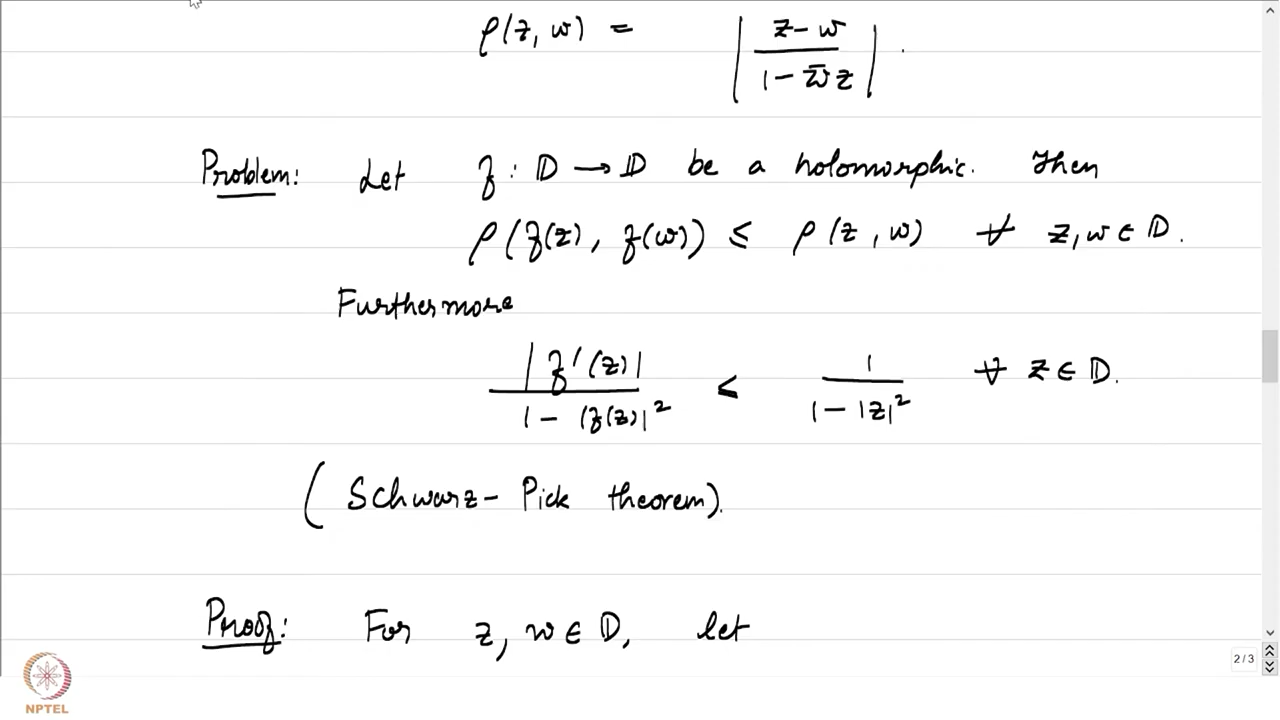 ρ(z, w) = | (z - w) / (1 - w̄z) | .
Problem: Let f : 𝔻 → 𝔻 be a holomorphic. Then
ρ(f(z), f(w)) ≤ ρ(z, w) ∀ z, w ∈ 𝔻.
Furthermore
|f'(z)| / (1 - |f(z)|²) ≤ 1 / (1 - |z|²) ∀ z ∈ 𝔻.
(Schwarz-Pick theorem).
Proof: For z, w ∈ 𝔻, let
2 / 3
NPTEL